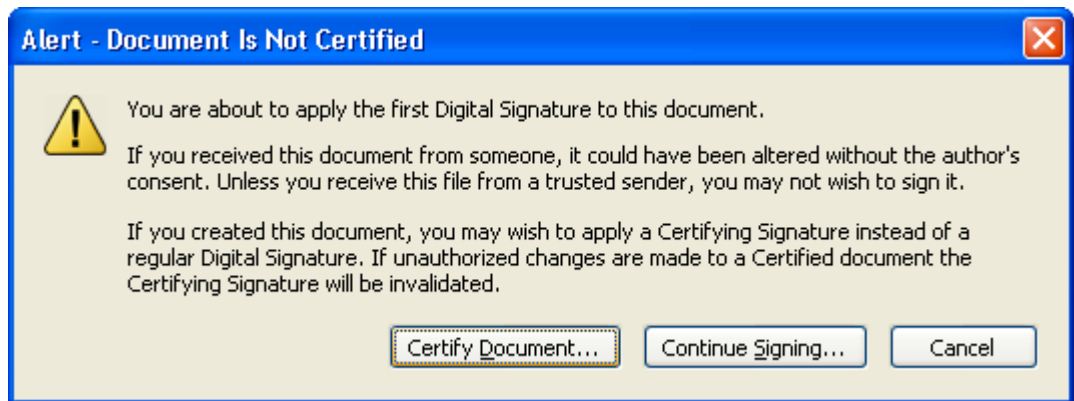 Alert - Document Is Not Certified
You are about to apply the first Digital Signature to this document.
If you received this document from someone, it could have been altered without the author's
consent. Unless you receive this file from a trusted sender, you may not wish to sign it.
If you created this document, you may wish to apply a Certifying Signature instead of a
regular Digital Signature. If unauthorized changes are made to a Certified document the
Certifying Signature will be invalidated.
Certify Document... Continue Signing... Cancel